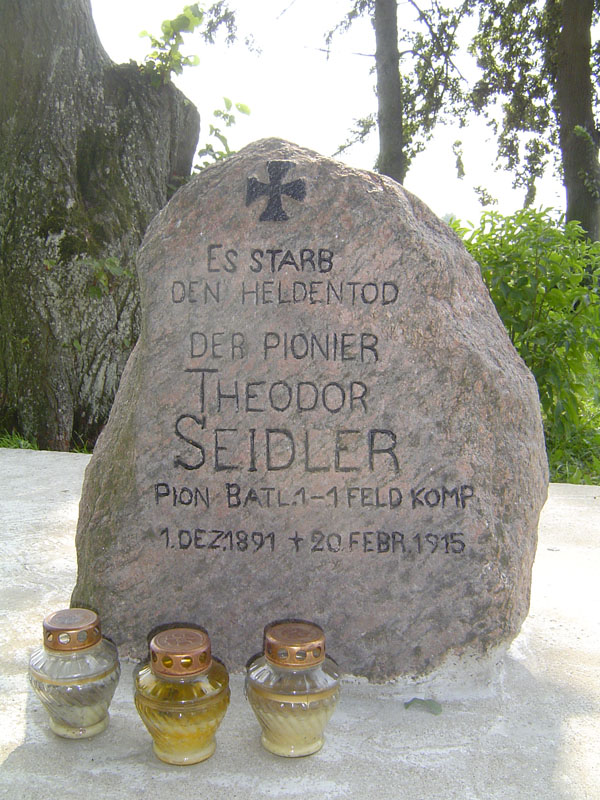 ES STARB
DEN HELDENTOD
DER PIONIER
THEODOR
SEIDLER
PION BATL.1-1 FELD KOMP.
1.DEZ.1891 + 20.FEBR.1915